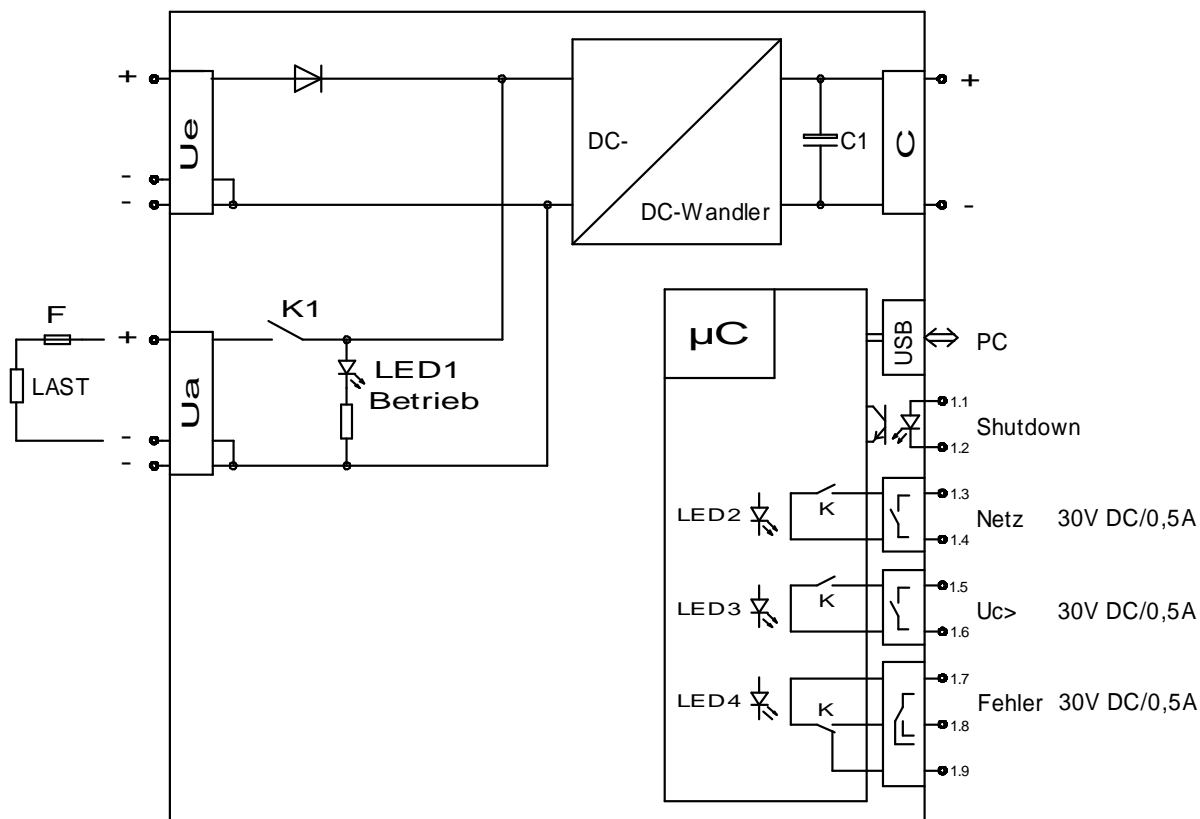 +
-
-
Ue
DC-
DC-Wandler
C1
C
+
-
F
LAST
+
-
-
Ua
K1
LED1
Betrieb
µC
USB
PC
1.1
Shutdown
1.2
LED2
K
1.3
Netz 30V DC/0,5A
1.4
LED3
K
1.5
Uc> 30V DC/0,5A
1.6
LED4
K
1.7
Fehler 30V DC/0,5A
1.8
1.9